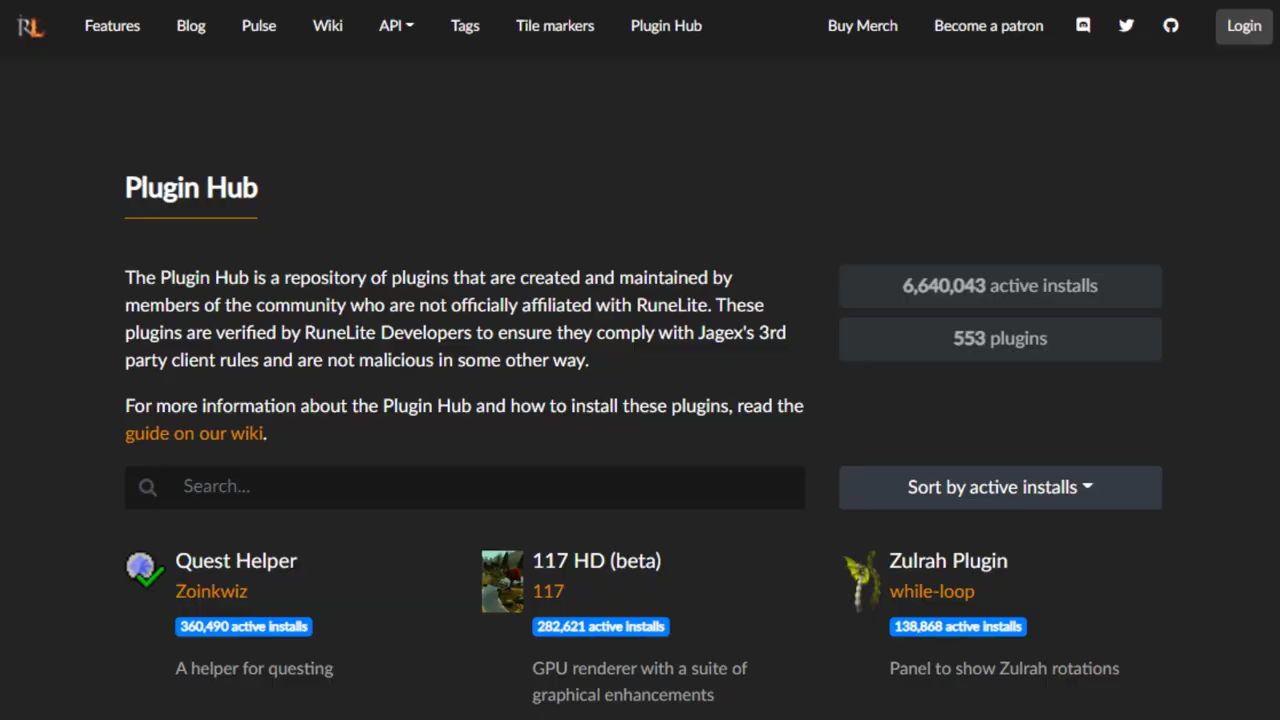 RL Features Blog Pulse Wiki API Tags Tile markers Plugin Hub Buy Merch Become a patron Login
Plugin Hub
The Plugin Hub is a repository of plugins that are created and maintained by
members of the community who are not officially affiliated with RuneLite. These
plugins are verified by RuneLite Developers to ensure they comply with Jagex's 3rd
party client rules and are not malicious in some other way.
For more information about the Plugin Hub and how to install these plugins, read the
guide on our wiki.
6,640,043 active installs
553 plugins
Search...
Sort by active installs
Quest Helper
Zoinkwiz
360,490 active installs
A helper for questing
117 HD (beta)
117
282,621 active installs
GPU renderer with a suite of
graphical enhancements
Zulrah Plugin
while-loop
138,868 active installs
Panel to show Zulrah rotations